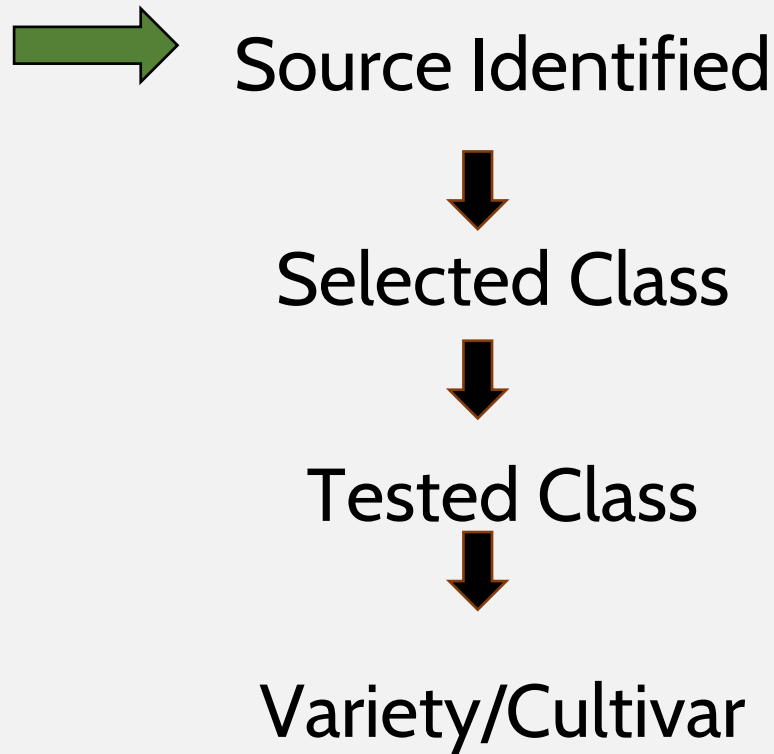 Source Identified
Selected Class
Tested Class
Variety/Cultivar